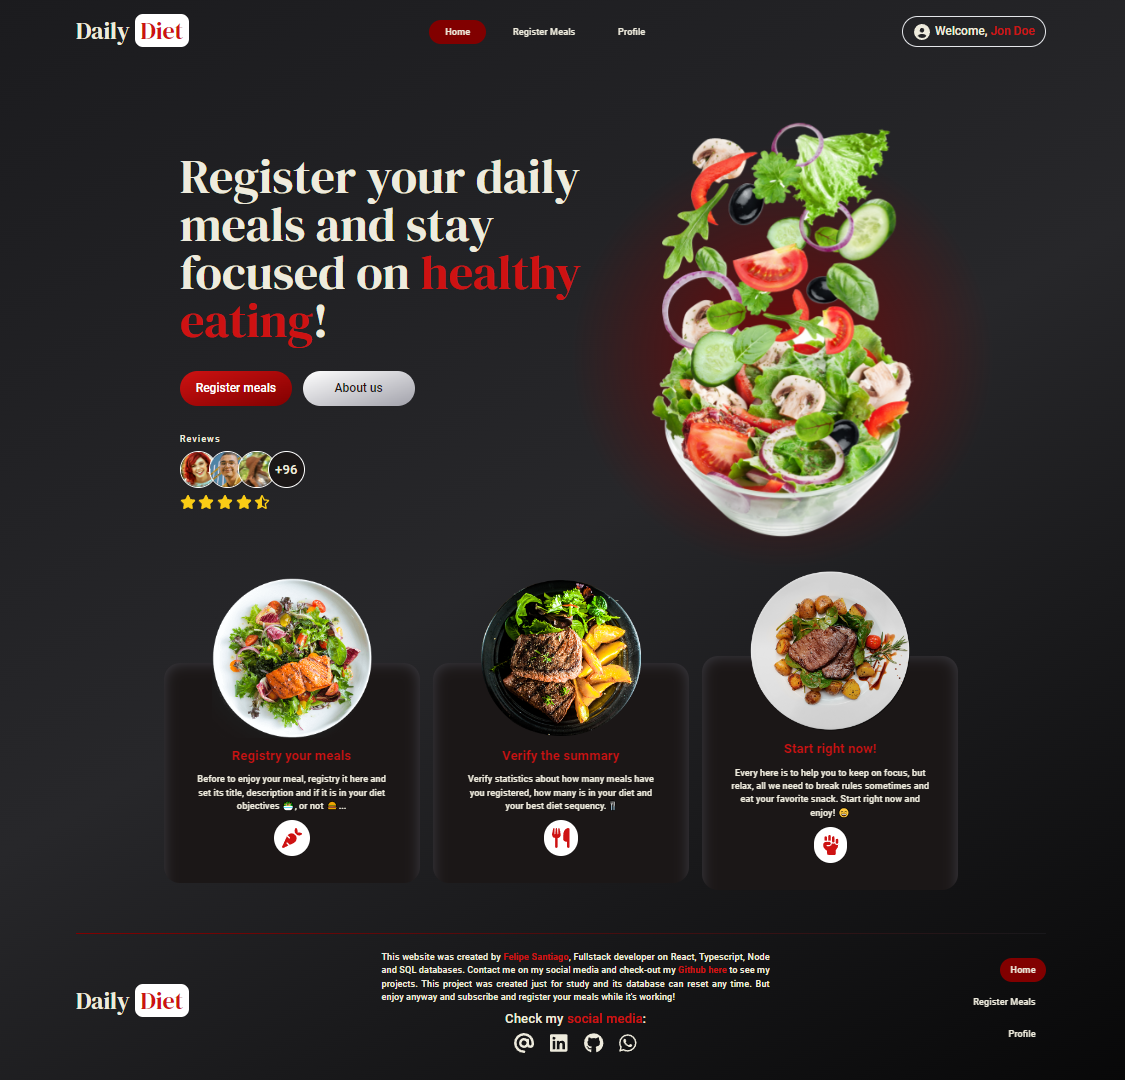 Daily Diet
Home
Register Meals
Profile
Welcome, Jon Doe
Register your daily
meals and stay
focused on healthy
eating!
Register meals
About us
Reviews
+96
Registry your meals
Before to enjoy your meal, registry it here and
set its title, description and if it is in your diet
objectives 🥗, or not 🍔 ...
Verify the summary
Verify statistics about how many meals have
you registered, how many is in your diet and
your best diet sequency. 🍴
Start right now!
Every here is to help you to keep on focus, but
relax, all we need to break rules sometimes and
eat your favorite snack. Start right now and
enjoy! 😄
Daily Diet
This website was created by Felipe Santiago, Fullstack developer on React, Typescript, Node
and SQL databases. Contact me on my social media and check-out my Github here to see my
projects. This project was created just for study and its database can reset any time. But
enjoy anyway and subscribe and register your meals while it's working!
Check my social media:
Home
Register Meals
Profile